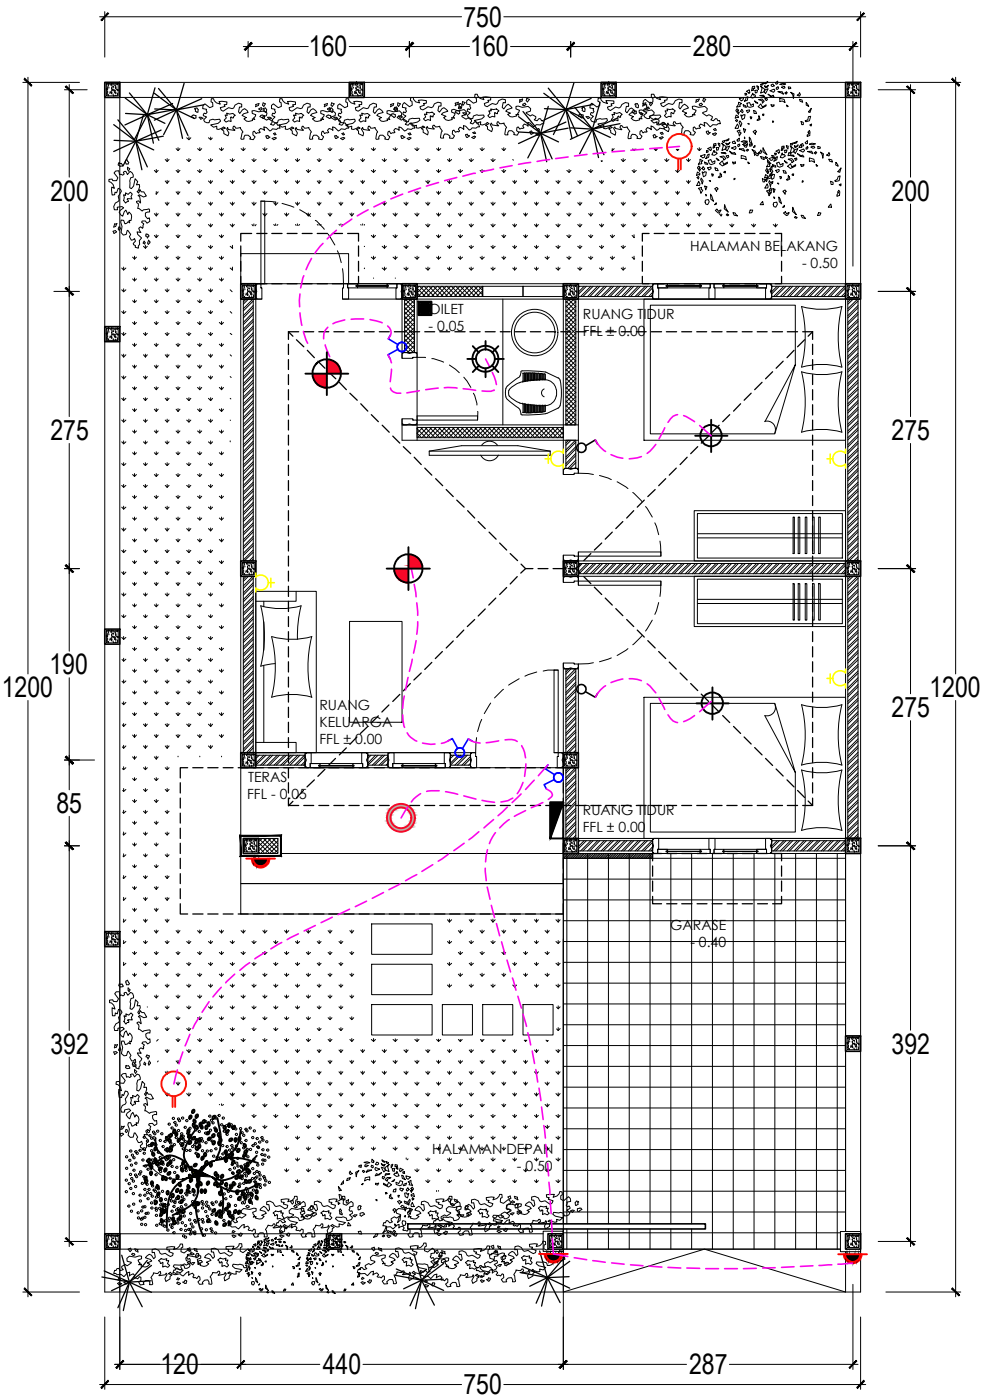 750
160
160
280
200
200
HALAMAN BELAKANG
- 0.50
OILET
- 0.05
RUANG TIDUR
FFL ± 0.00
275
275
190
1200
1200
275
RUANG
KELUARGA
FFL ± 0.00
TERAS
FFL - 0.05
85
RUANG TIDUR
FFL ± 0.00
GARASE
- 0.40
392
392
HALAMAN DEPAN
- 0.50
120
440
287
750